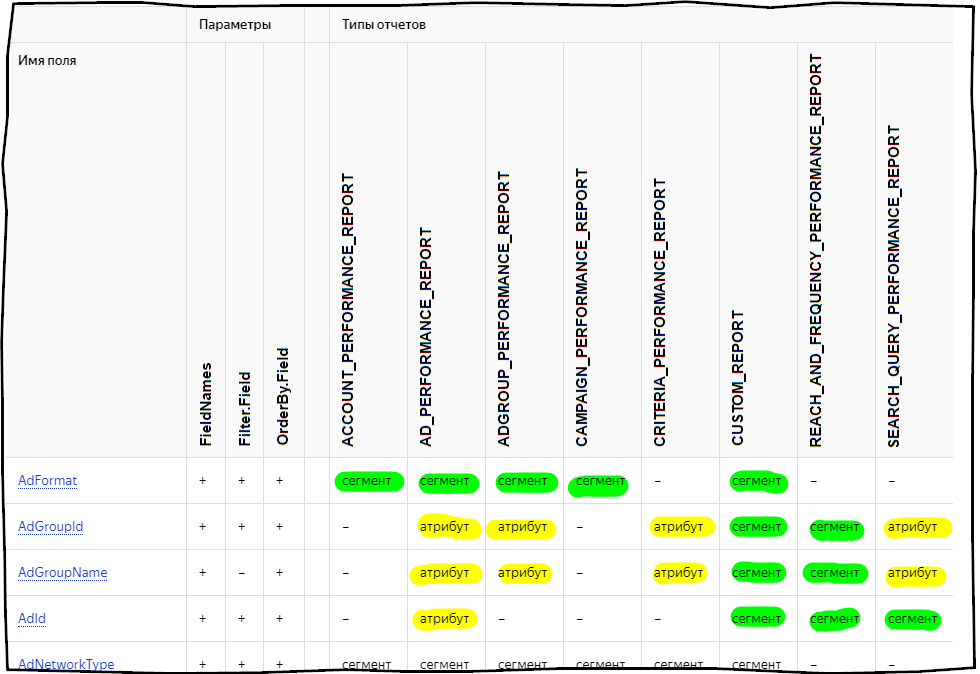 Параметры Типы отчетов
Имя поля FieldNames Filter.Field OrderBy.Field ACCOUNT_PERFORMANCE_REPORT AD_PERFORMANCE_REPORT ADGROUP_PERFORMANCE_REPORT CAMPAIGN_PERFORMANCE_REPORT CRITERIA_PERFORMANCE_REPORT CUSTOM_REPORT REACH_AND_FREQUENCY_PERFORMANCE_REPORT SEARCH_QUERY_PERFORMANCE_REPORT
AdFormat + + + сегмент сегмент сегмент сегмент – сегмент – –
AdGroupId + + + – атрибут атрибут – атрибут сегмент сегмент атрибут
AdGroupName + – + – атрибут атрибут – атрибут сегмент сегмент атрибут
AdId + + + – атрибут – – – сегмент сегмент сегмент
AdNetworkType + + + сегмент сегмент сегмент сегмент сегмент сегмент – –